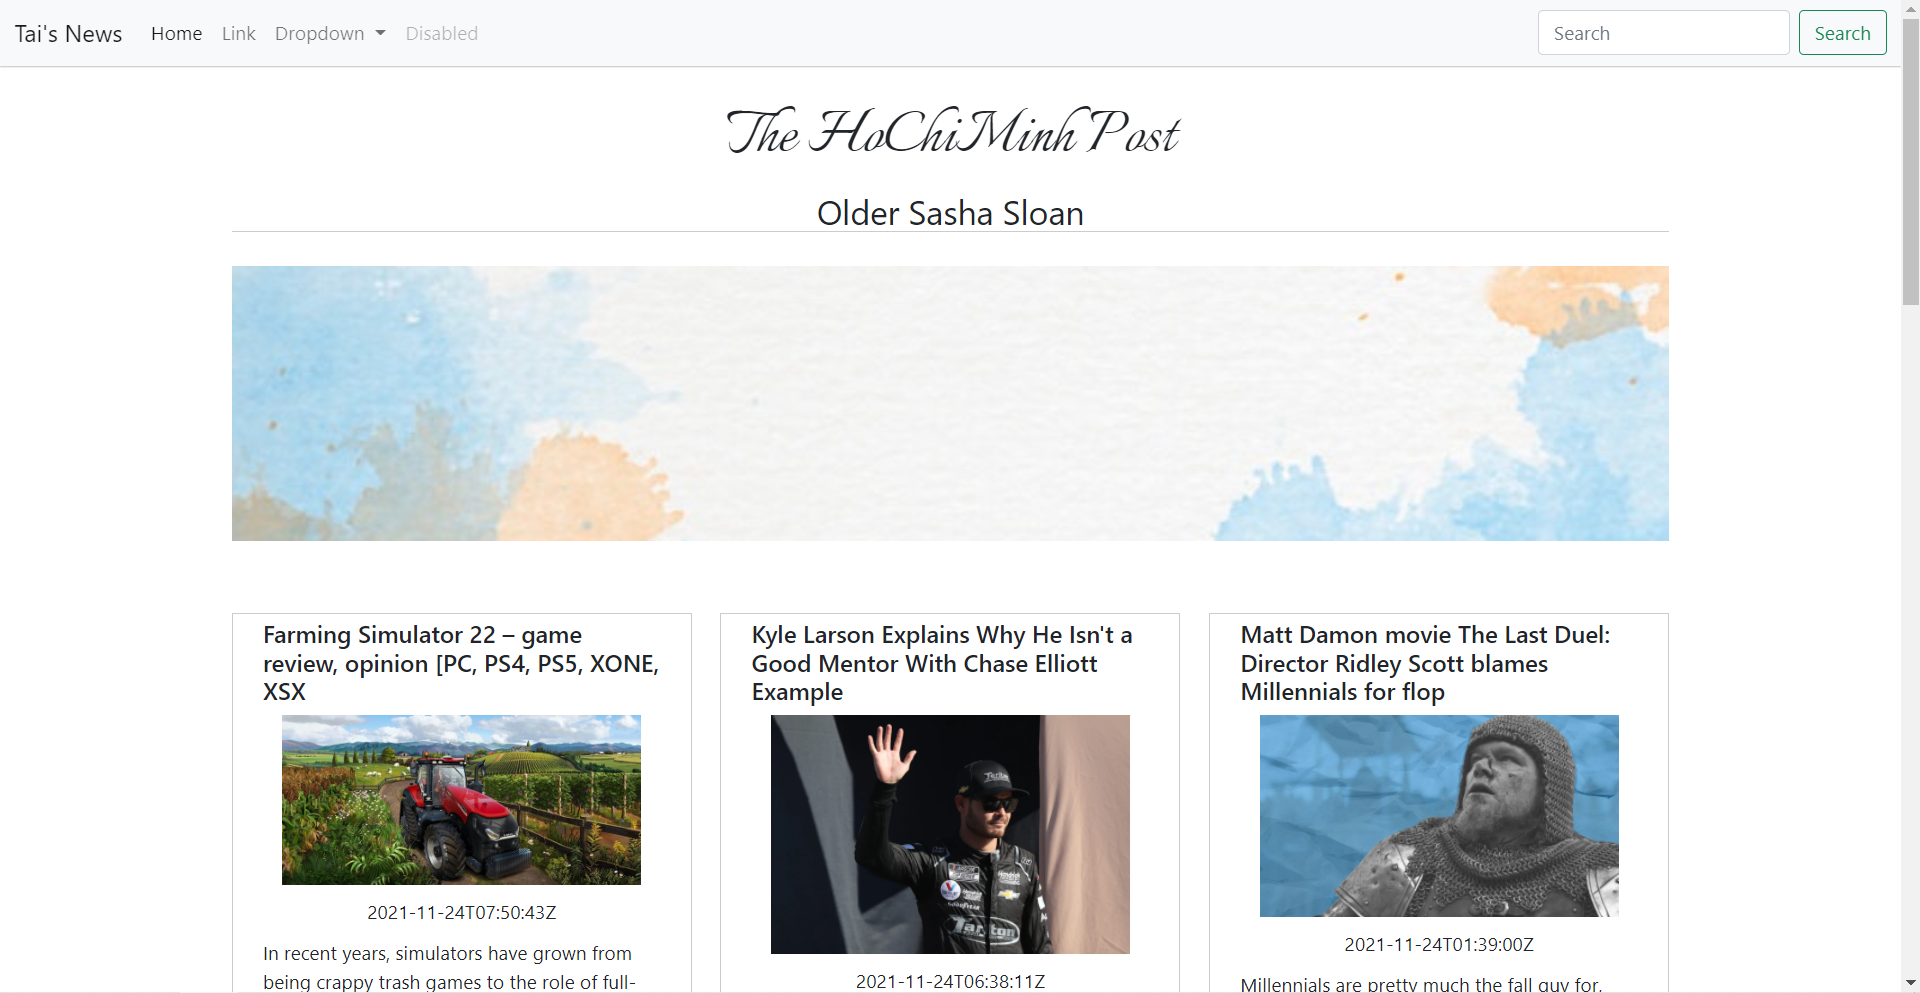 Tai's News Home Link Dropdown Disabled Search Search
The HoChiMinh Post
Older Sasha Sloan
Farming Simulator 22 – game
review, opinion [PC, PS4, PS5, XONE,
XSX
2021-11-24T07:50:43Z
In recent years, simulators have grown from
being crappy trash games to the role of full-
Kyle Larson Explains Why He Isn't a
Good Mentor With Chase Elliott
Example
Tarlton
2021-11-24T06:38:11Z
Matt Damon movie The Last Duel:
Director Ridley Scott blames
Millennials for flop
2021-11-24T01:39:00Z
Millennials are pretty much the fall guy for,